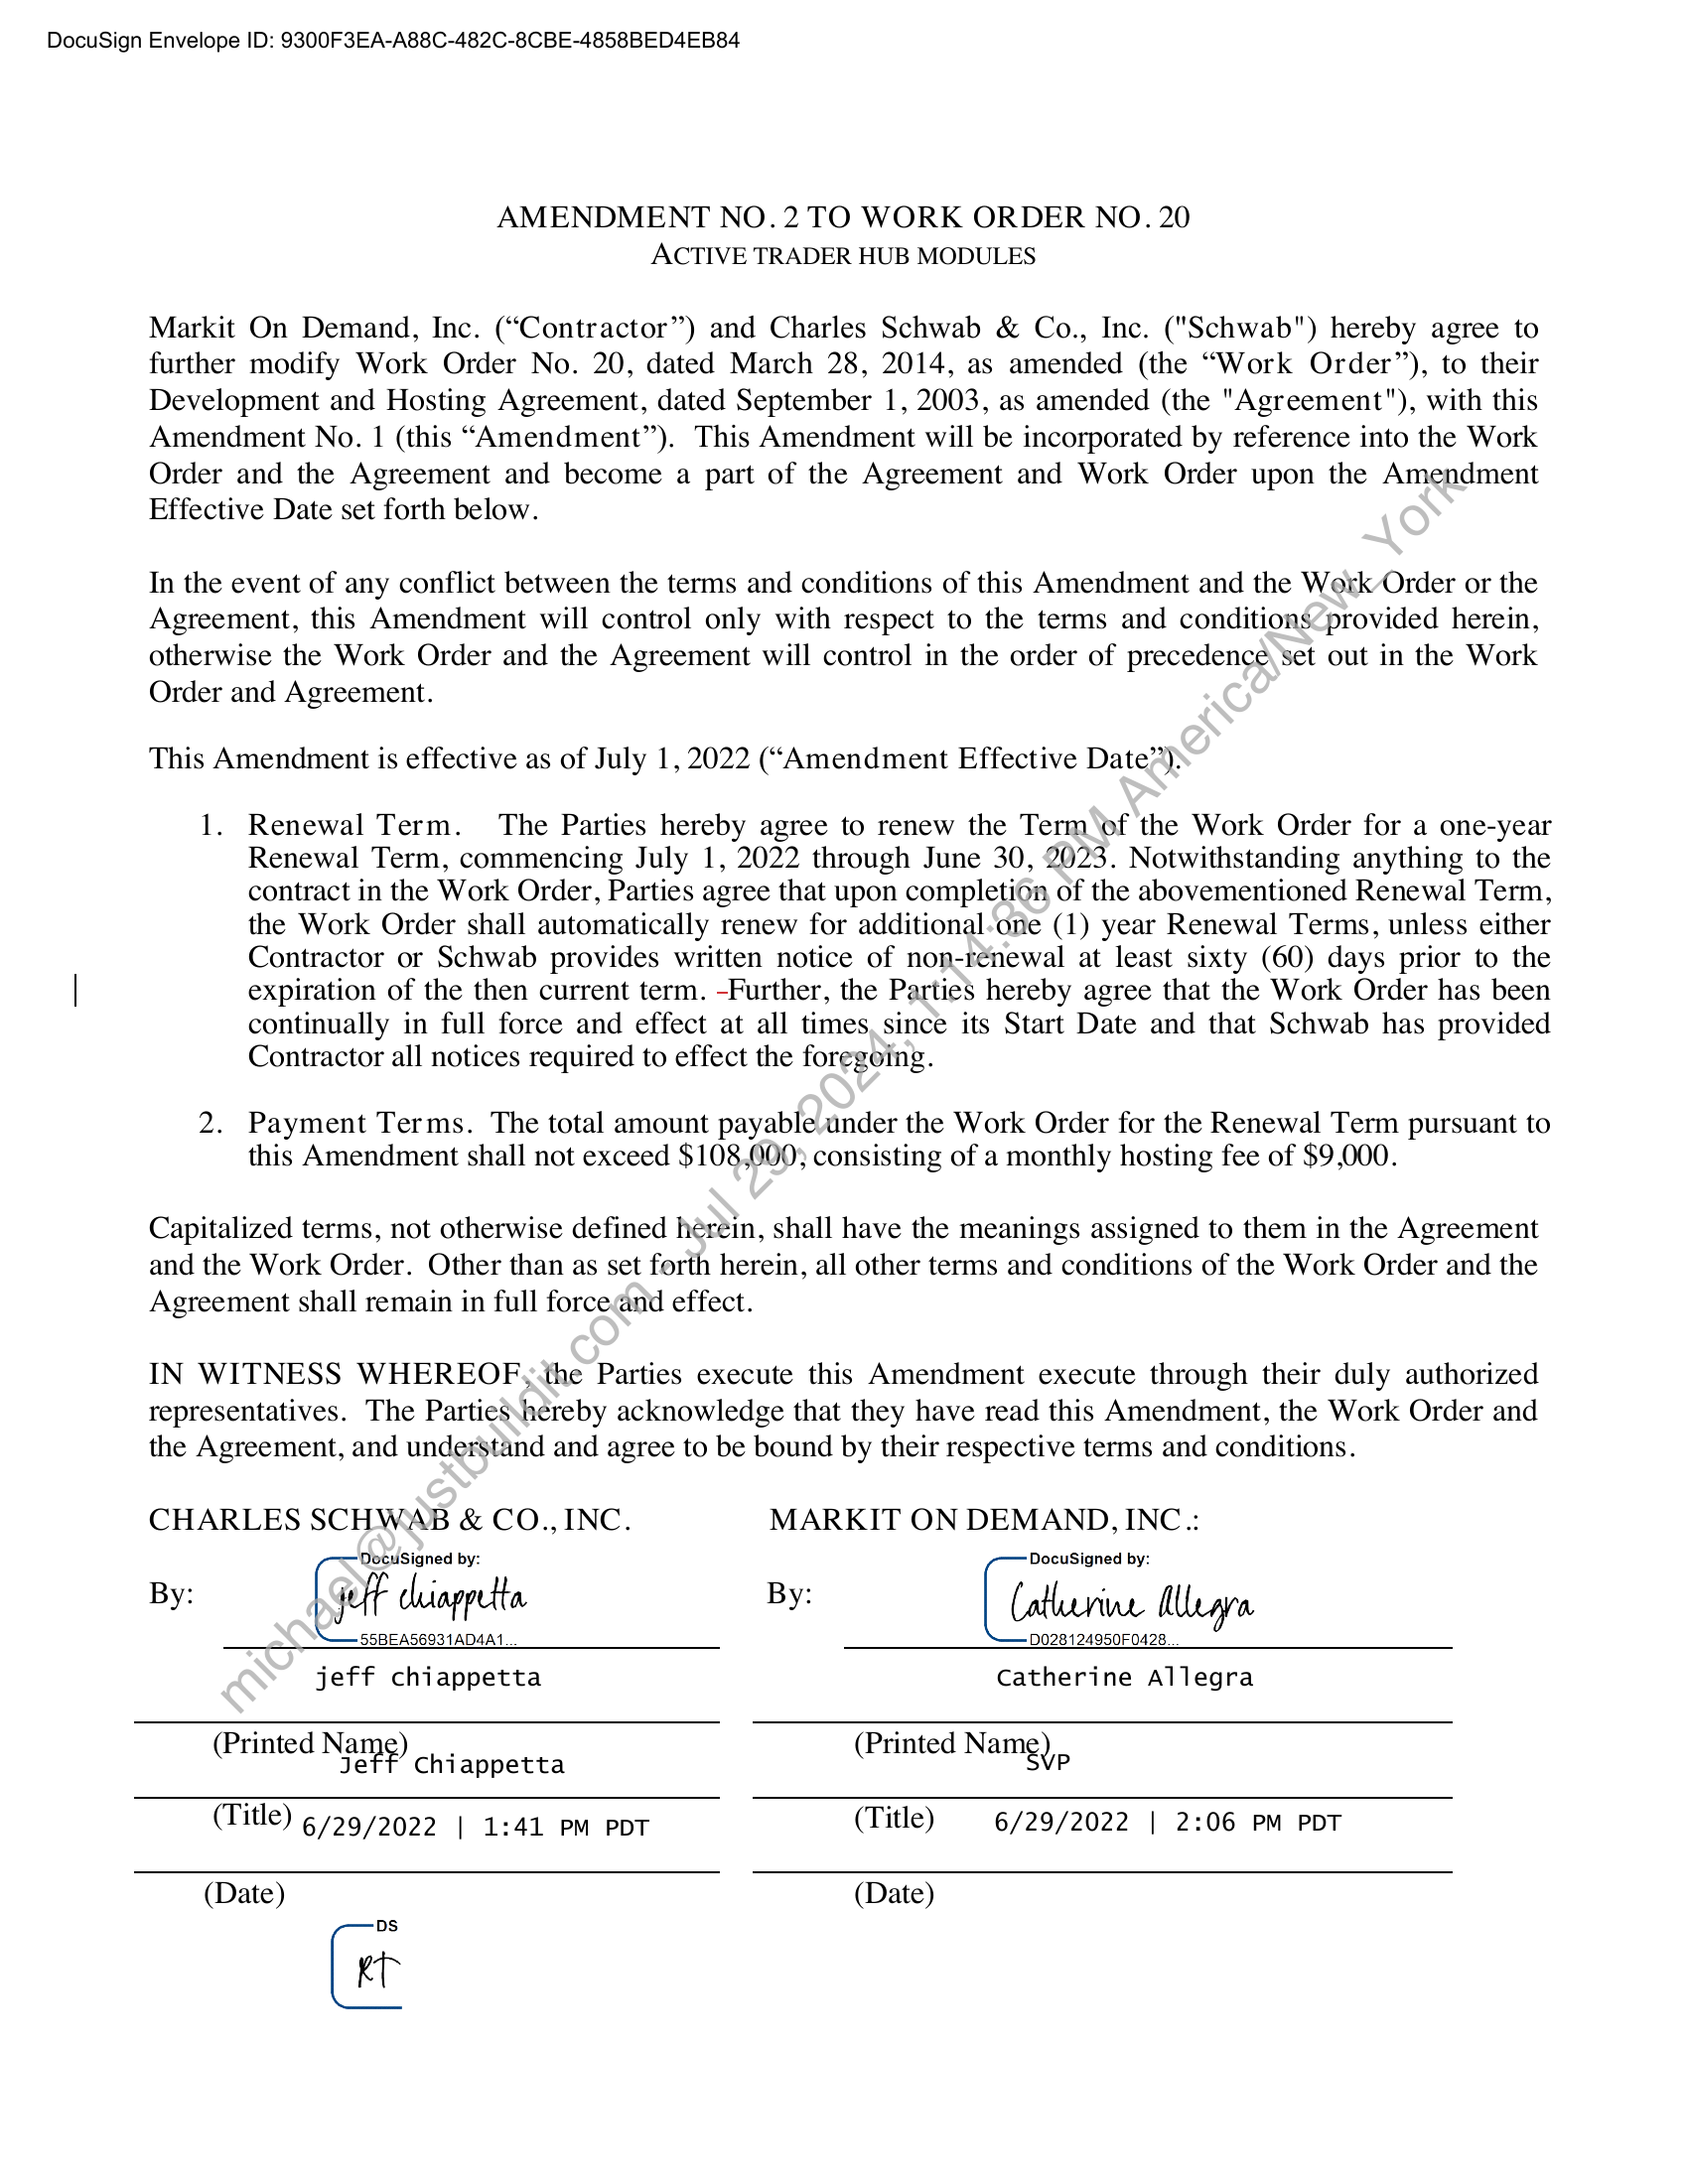 DocuSign Envelope ID: 9300F3EA-A88C-482C-8CBE-4858BED4EB84
AMENDMENT NO. 2 TO WORK ORDER NO. 20
ACTIVE TRADER HUB MODULES
Markit On Demand, Inc. (“Contractor”) and Charles Schwab & Co., Inc. ("Schwab") hereby agree to
further modify Work Order No. 20, dated March 28, 2014, as amended (the “Work Order”), to their
Development and Hosting Agreement, dated September 1, 2003, as amended (the "Agreement"), with this
Amendment No. 1 (this “Amendment”). This Amendment will be incorporated by reference into the Work
Order and the Agreement and become a part of the Agreement and Work Order upon the Amendment
Effective Date set forth below.
In the event of any conflict between the terms and conditions of this Amendment and the Work Order or the
Agreement, this Amendment will control only with respect to the terms and conditions provided herein,
otherwise the Work Order and the Agreement will control in the order of precedence set out in the Work
Order and Agreement.
This Amendment is effective as of July 1, 2022 (“Amendment Effective Date”).
1. Renewal Term. The Parties hereby agree to renew the Term of the Work Order for a one-year
Renewal Term, commencing July 1, 2022 through June 30, 2023. Notwithstanding anything to the
contract in the Work Order, Parties agree that upon completion of the abovementioned Renewal Term,
the Work Order shall automatically renew for additional one (1) year Renewal Terms, unless either
Contractor or Schwab provides written notice of non-renewal at least sixty (60) days prior to the
expiration of the then current term. -Further, the Parties hereby agree that the Work Order has been
continually in full force and effect at all times since its Start Date and that Schwab has provided
Contractor all notices required to effect the foregoing.
2. Payment Terms. The total amount payable under the Work Order for the Renewal Term pursuant to
this Amendment shall not exceed $108,000, consisting of a monthly hosting fee of $9,000.
Capitalized terms, not otherwise defined herein, shall have the meanings assigned to them in the Agreement
and the Work Order. Other than as set forth herein, all other terms and conditions of the Work Order and the
Agreement shall remain in full force and effect.
IN WITNESS WHEREOF, the Parties execute this Amendment execute through their duly authorized
representatives. The Parties hereby acknowledge that they have read this Amendment, the Work Order and
the Agreement, and understand and agree to be bound by their respective terms and conditions.
CHARLES SCHWAB & CO., INC. MARKIT ON DEMAND, INC.:
DocuSigned by: DocuSigned by:
By: jeff chiappetta By: Catherine Allegra
55BEA56931AD4A1... D028124950F0428...
jeff chiappetta Catherine Allegra
(Printed Name) (Printed Name)
Jeff Chiappetta SVP
(Title) 6/29/2022 | 1:41 PM PDT (Title) 6/29/2022 | 2:06 PM PDT
(Date) (Date)
DS
RT
michael@justbuildit.com - Jul 29, 2024, 1:14:36 PM America/New_York